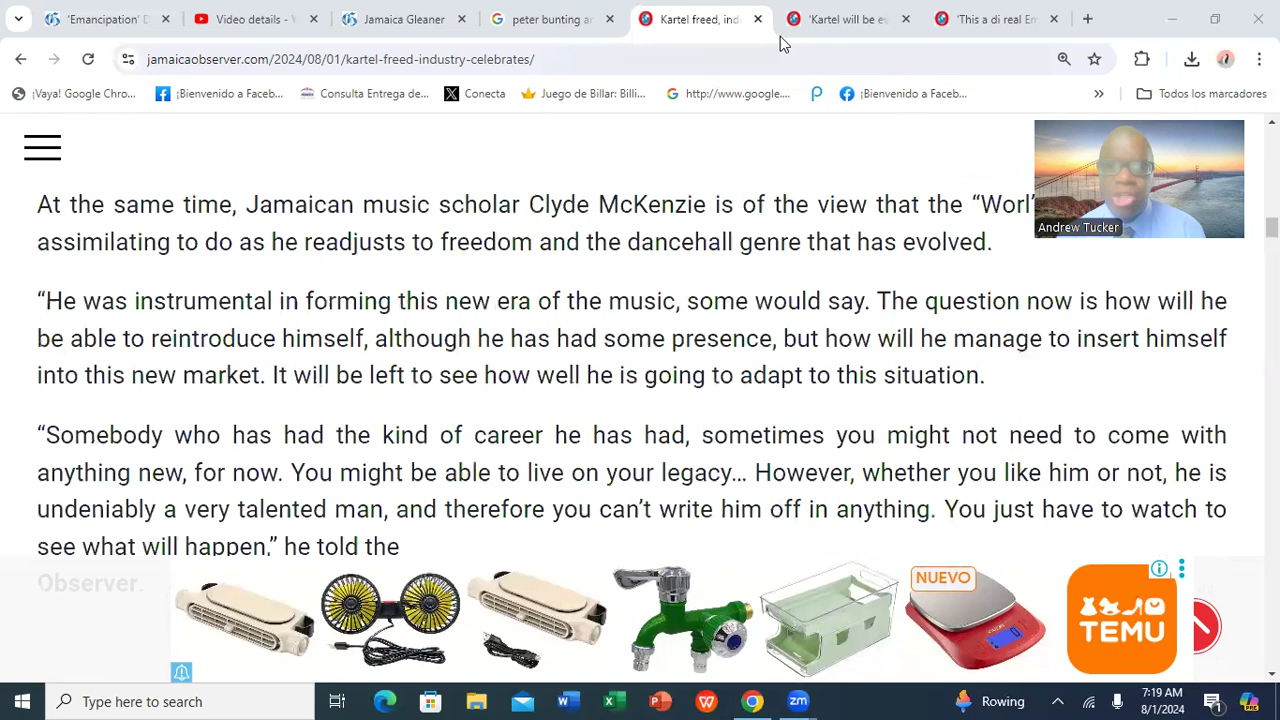 'Emancipation' D
Video details -
Jamaica Gleaner
peter bunting ar
Kartel freed, ind
'Kartel will be ev
'This a di real Em
jamaicaobserver.com/2024/08/01/kartel-freed-industry-celebrates/
¡Vaya! Google Chro...
¡Bienvenido a Faceb...
Consulta Entrega de...
Conecta
Juego de Billar: Billi...
http://www.google....
¡Bienvenido a Faceb...
Todos los marcadores
At the same time, Jamaican music scholar Clyde McKenzie is of the view that the “Worl’
assimilating to do as he readjusts to freedom and the dancehall genre that has evolved.
Andrew Tucker
“He was instrumental in forming this new era of the music, some would say. The question now is how will he
be able to reintroduce himself, although he has had some presence, but how will he manage to insert himself
into this new market. It will be left to see how well he is going to adapt to this situation.
“Somebody who has had the kind of career he has had, sometimes you might not need to come with
anything new, for now. You might be able to live on your legacy… However, whether you like him or not, he is
undeniably a very talented man, and therefore you can’t write him off in anything. You just have to watch to
see what will happen,” he told the
Observer.
NUEVO
TEMU
Type here to search
Rowing
7:19 AM
8/1/2024